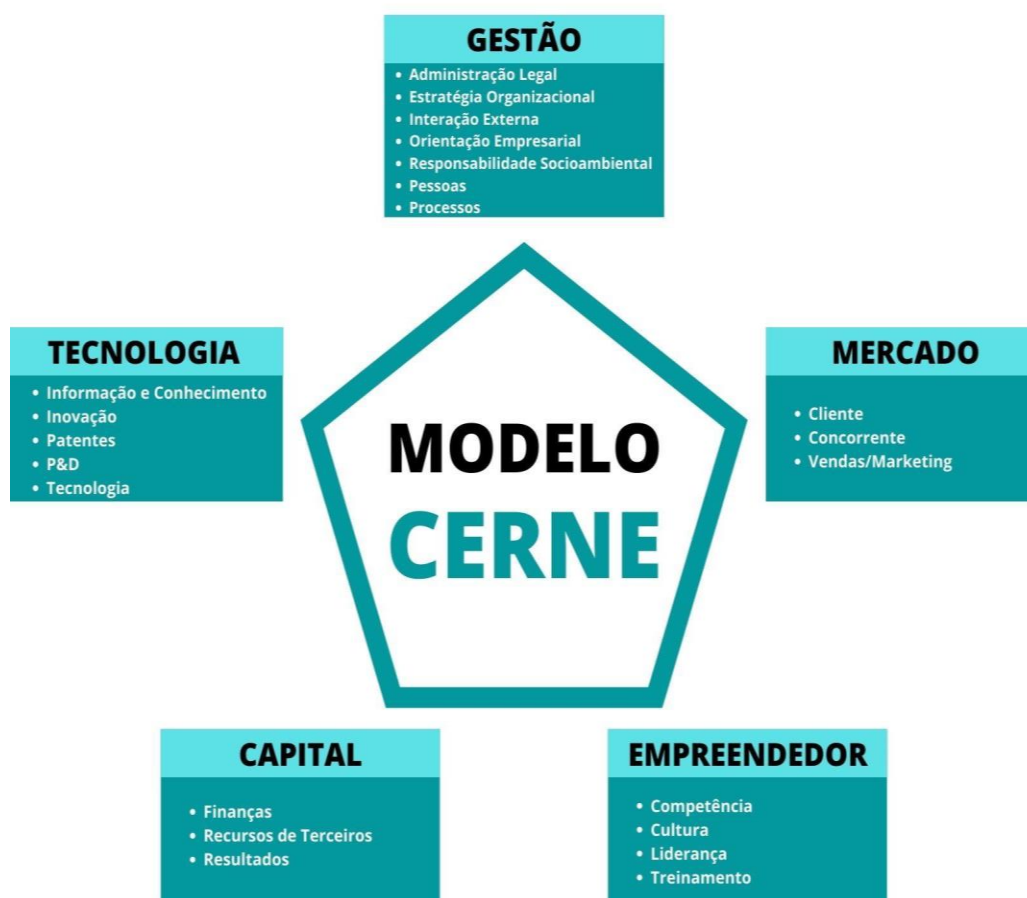 GESTÃO
• Administração Legal
• Estratégia Organizacional
• Interação Externa
• Orientação Empresarial
• Responsabilidade Socioambiental
• Pessoas
• Processos
TECNOLOGIA
• Informação e Conhecimento
• Inovação
• Patentes
• P&D
• Tecnologia
MERCADO
• Cliente
• Concorrente
• Vendas/Marketing
MODELO
CERNE
CAPITAL
• Finanças
• Recursos de Terceiros
• Resultados
EMPREENDEDOR
• Competência
• Cultura
• Liderança
• Treinamento